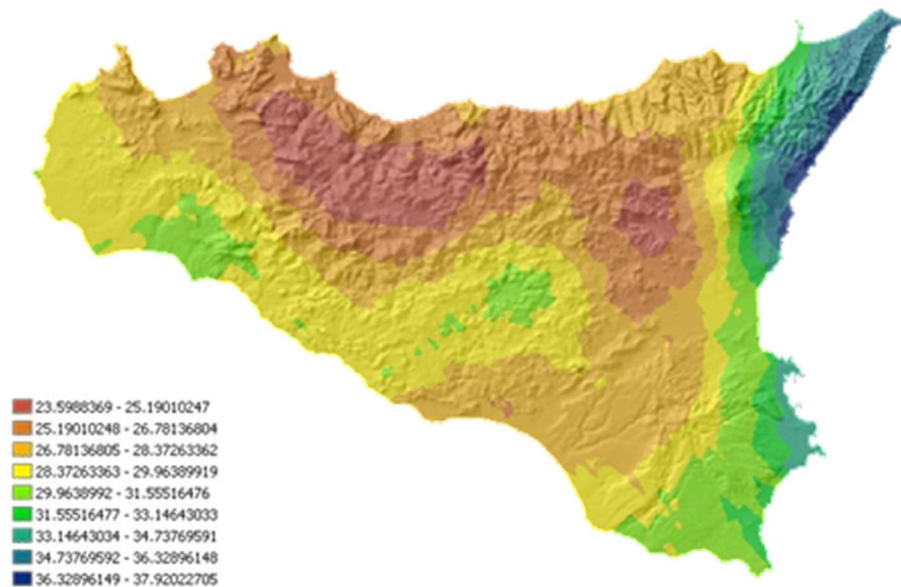 23.5988369 - 25.19010247
25.19010248 - 26.78136804
26.78136805 - 28.37263362
28.37263363 - 29.96389919
29.9638992 - 31.55516476
31.55516477 - 33.14643033
33.14643034 - 34.73769591
34.73769592 - 36.32896148
36.32896149 - 37.92022705